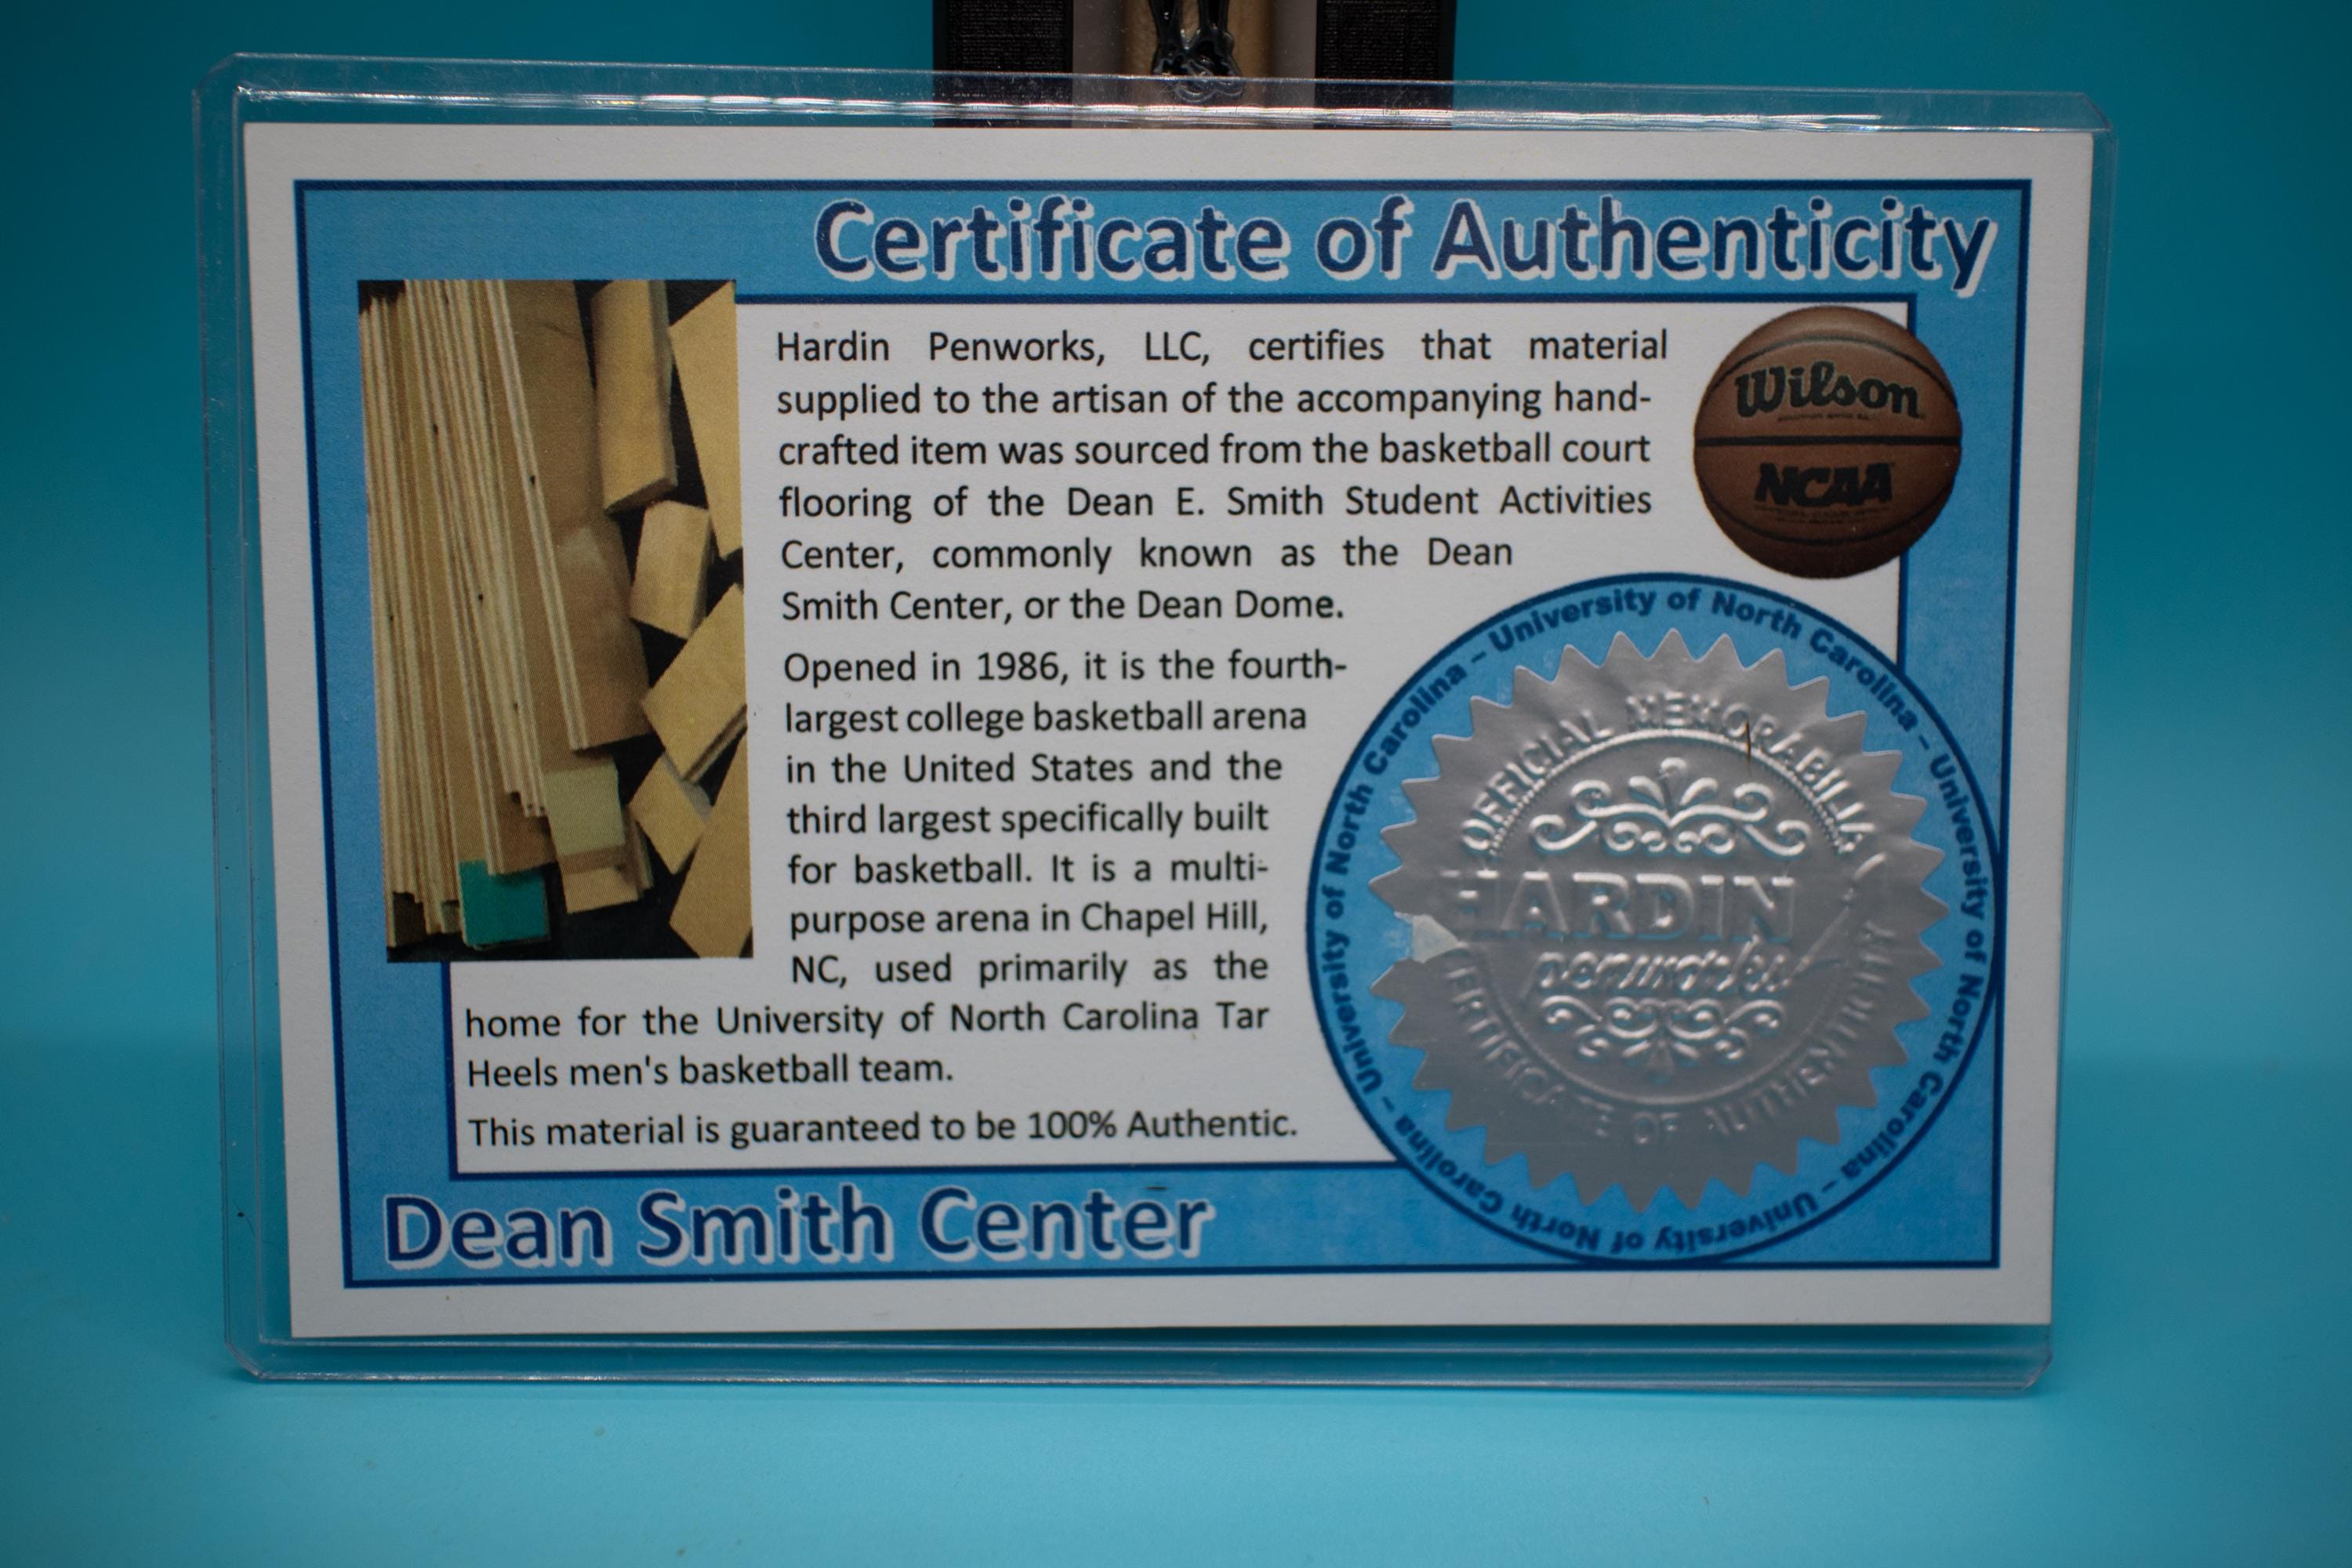 Certificate of Authenticity
Hardin Penworks, LLC, certifies that material
supplied to the artisan of the accompanying hand-
crafted item was sourced from the basketball court
flooring of the Dean E. Smith Student Activities
Center, commonly known as the Dean
Smith Center, or the Dean Dome.
Opened in 1986, it is the fourth-
largest college basketball arena
in the United States and the
third largest specifically built
for basketball. It is a multi-
purpose arena in Chapel Hill,
NC, used primarily as the
home for the University of North Carolina Tar
Heels men's basketball team.
This material is guaranteed to be 100% Authentic.
Dean Smith Center
Wilson
NCAA
University of North Carolina – University of North Carolina – University of North Carolina – University of North Carolina –
OFFICIAL MEMORABILIA
HARDIN
penworks
CERTIFICATE OF AUTHENTICITY